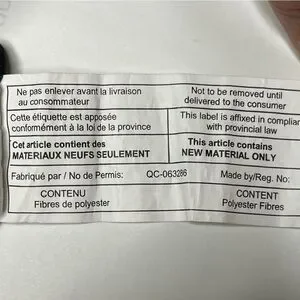 Ne pas enlever avant la livraison
au consommateur
Not to be removed until
delivered to the consumer
Cette étiquette est apposée
conformément à la loi de la province
This label is affixed in complian
with provincial law
Cet article contient des
MATERIAUX NEUFS SEULEMENT
This article contains
NEW MATERIAL ONLY
Fabriqué par / No de Permis: QC-063286 Made by/Reg. No:
CONTENU
Fibres de polyester
CONTENT
Polyester Fibres